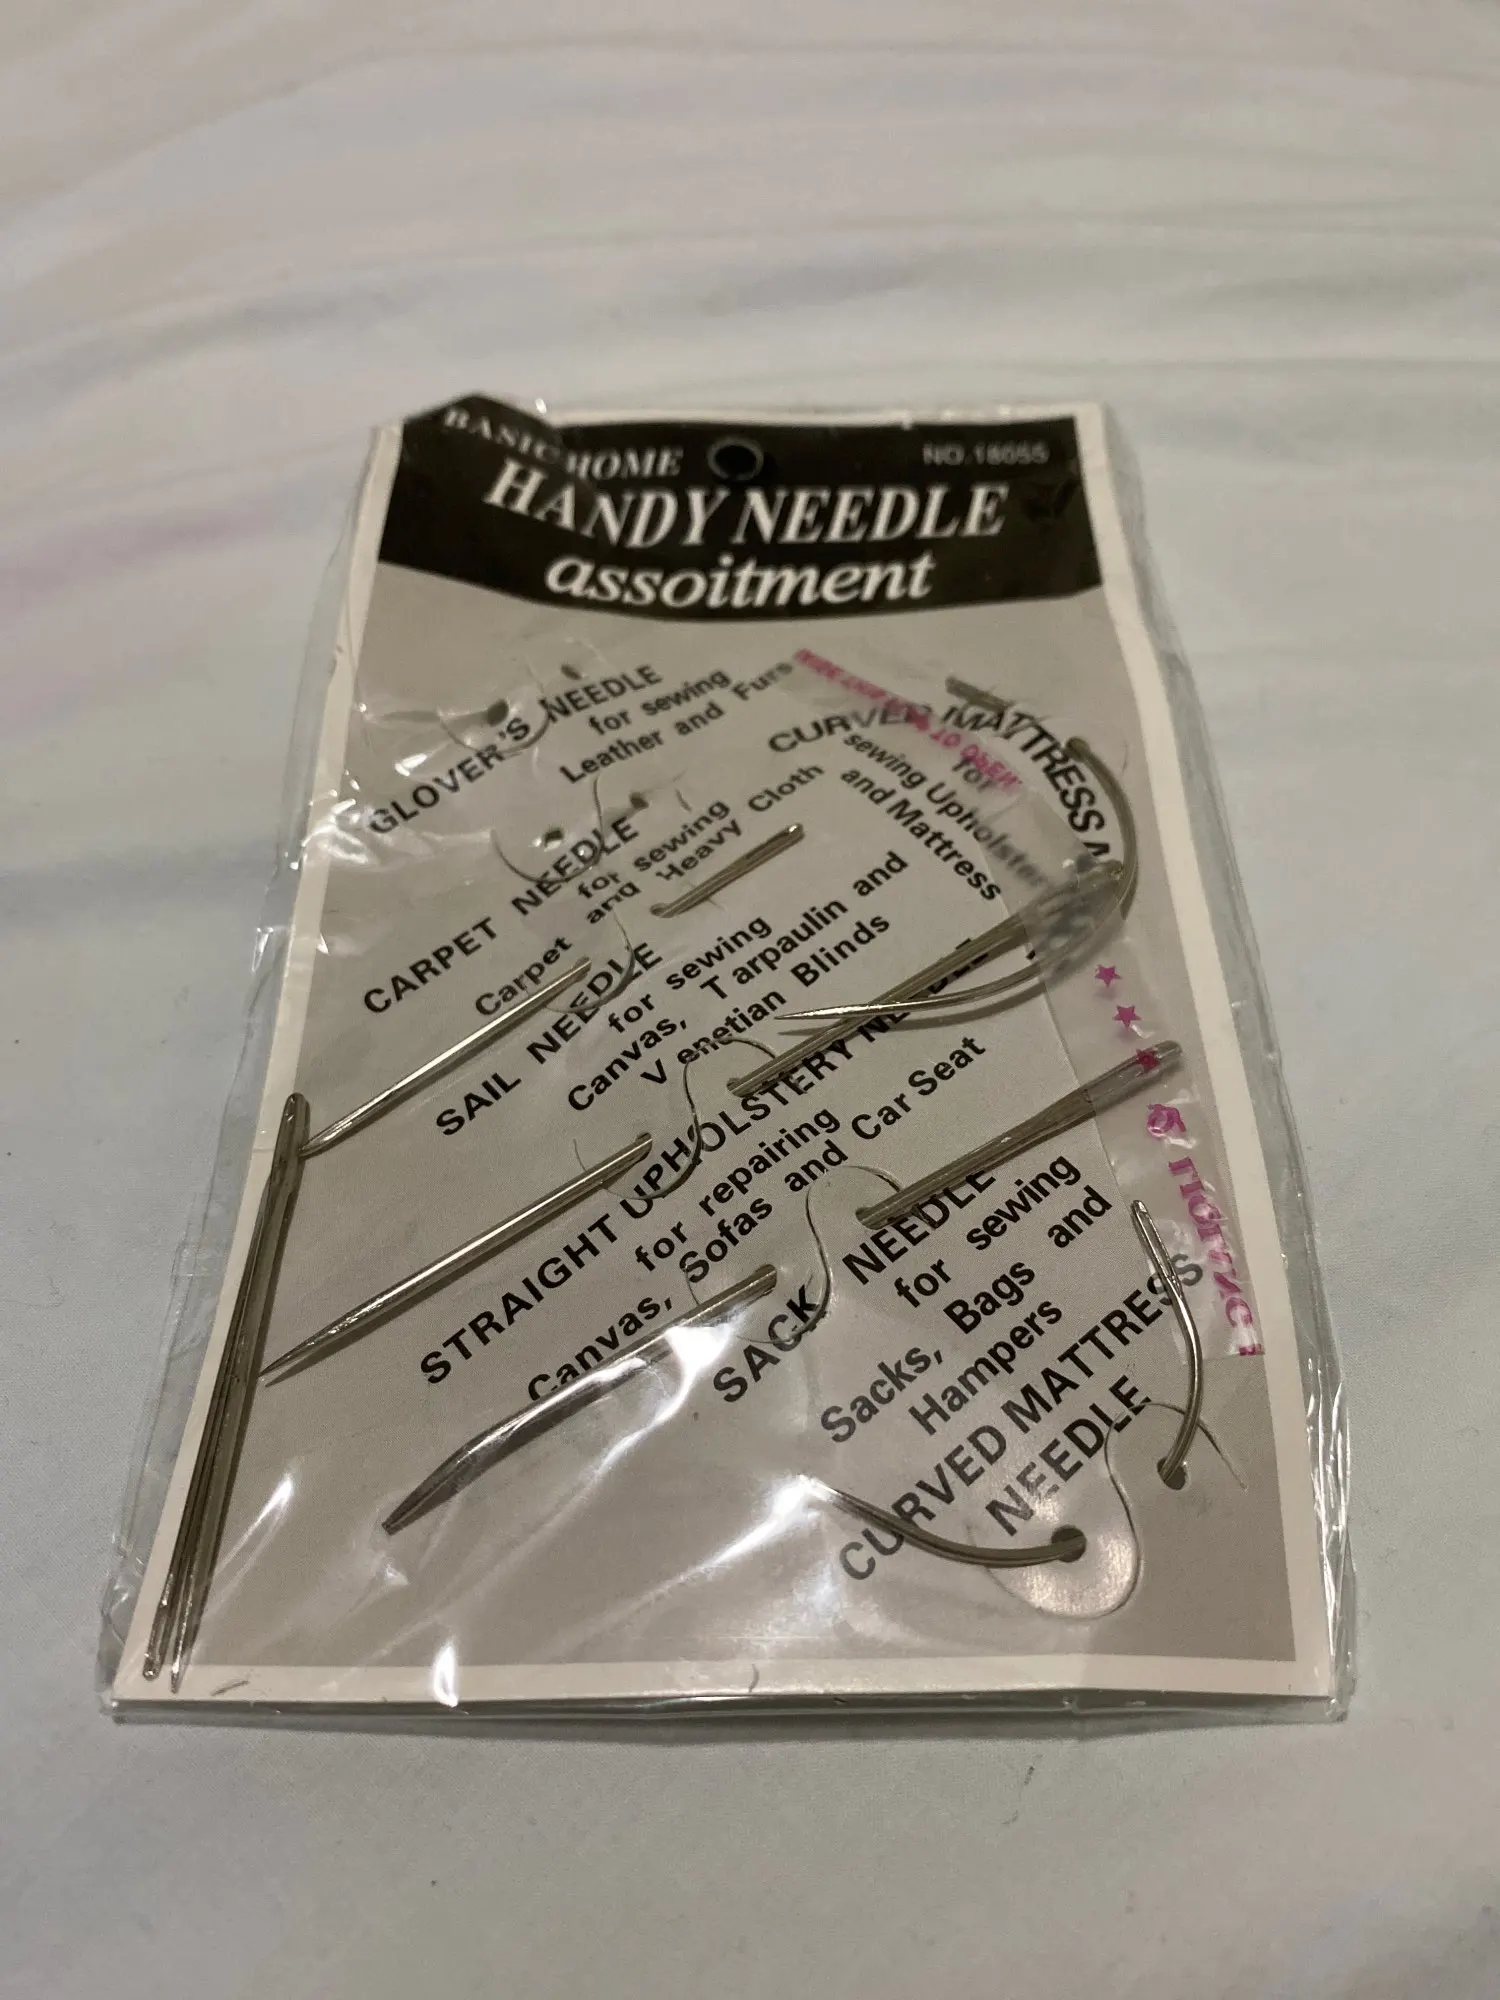 BASIC HOME
NO.18055
HANDY NEEDLE
assoitment
GLOVER'S NEEDLE
for sewing
Leather and Furs
CURVED MATTRESS
for
sewing Upholstery
and Mattress
CARPET NEEDLE
for sewing
Carpet and Heavy Cloth
SAIL NEEDLE
for sewing
Canvas, Tarpaulin and
Venetian Blinds
STRAIGHT UPHOLSTERY NEEDLE
for repairing
Canvas, Sofas and Car Seat
SACK NEEDLE
for sewing
Sacks, Bags and
Hampers
CURVED MATTRESS
NEEDLE